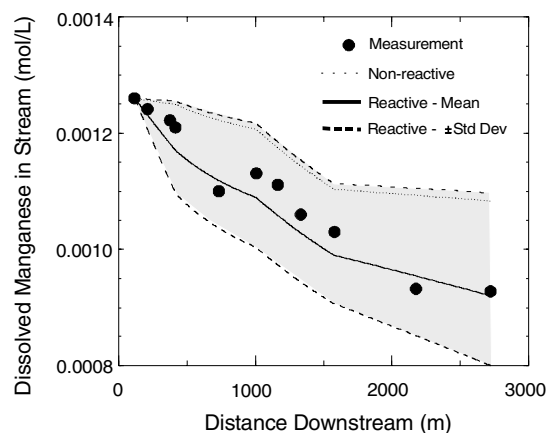 0.0014
Measurement
Non-reactive
Reactive - Mean
Reactive - ±Std Dev
0.0012
0.0010
0.0008
Dissolved Manganese in Stream (mol/L)
0 1000 2000 3000
Distance Downstream (m)